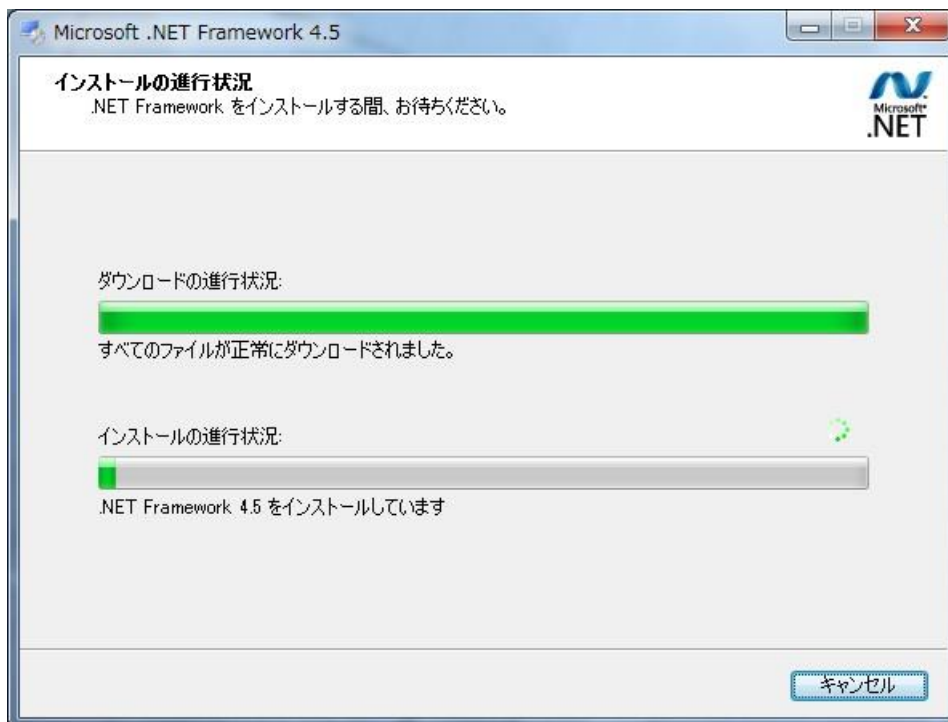 Microsoft .NET Framework 4.5
インストールの進行状況
.NET Framework をインストールする間、お待ちください。
Microsoft
.NET
ダウンロードの進行状況:
すべてのファイルが正常にダウンロードされました。
インストールの進行状況:
.NET Framework 4.5 をインストールしています
キャンセル